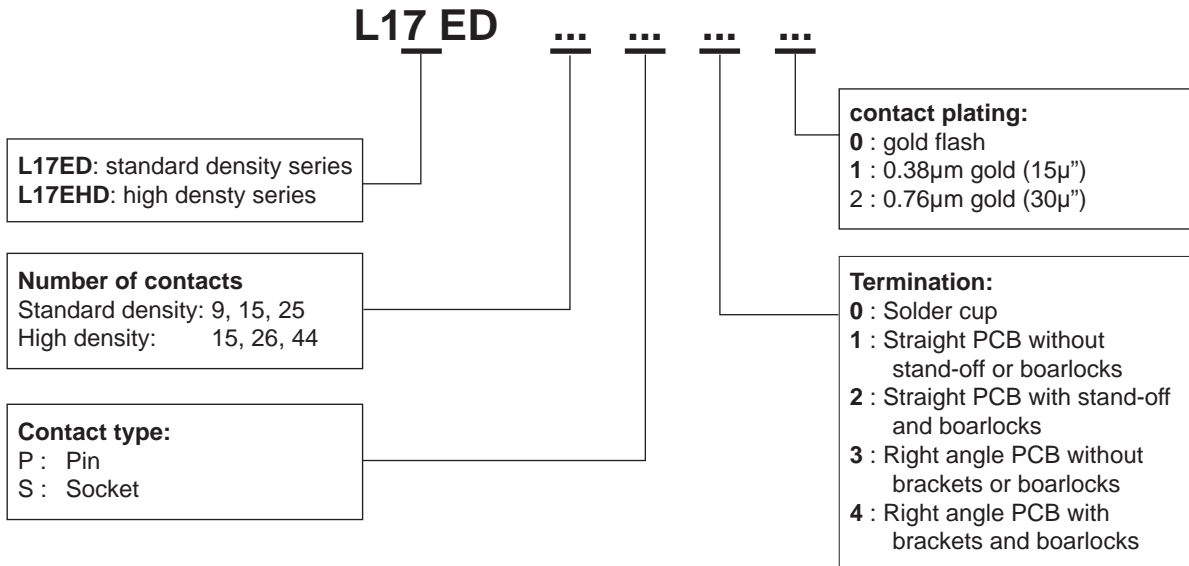 L17 ED ... ... ... ...
L17ED: standard density series
L17EHD: high densty series
Number of contacts
Standard density: 9, 15, 25
High density: 15, 26, 44
Contact type:
P : Pin
S : Socket
contact plating:
0 : gold flash
1 : 0.38µm gold (15µ”)
2 : 0.76µm gold (30µ”)
Termination:
0 : Solder cup
1 : Straight PCB without
stand-off or boarlocks
2 : Straight PCB with stand-off
and boarlocks
3 : Right angle PCB without
brackets or boarlocks
4 : Right angle PCB with
brackets and boarlocks